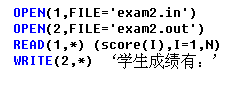 OPEN(1,FILE='exam2.in')
OPEN(2,FILE='exam2.out')
READ(1,*) (score(I),I=1,N)
WRITE(2,*) ‘学生成绩有：’